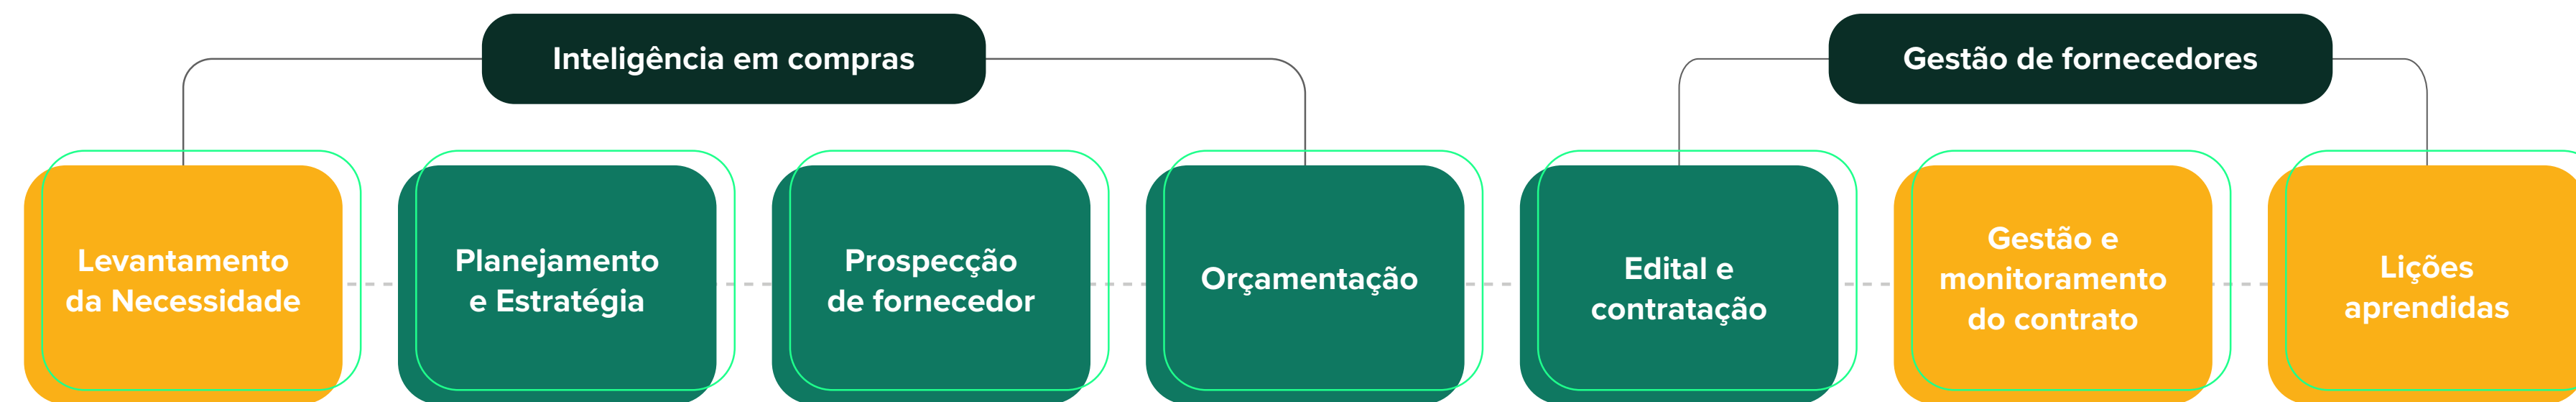 Inteligência em compras
Gestão de fornecedores
Levantamento
da Necessidade
Planejamento
e Estratégia
Prospecção
de fornecedor
Orçamentação
Edital e
contratação
Gestão e
monitoramento
do contrato
Lições
aprendidas